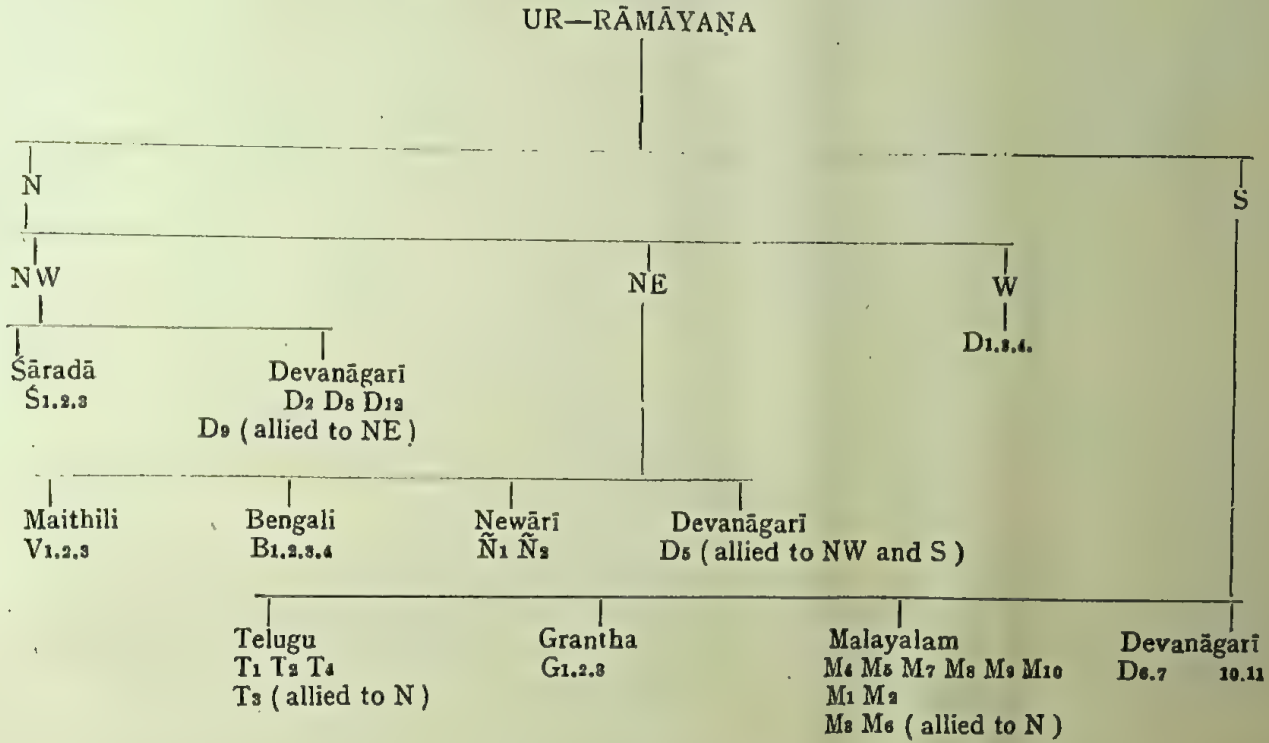 UR—RĀMĀYAṆA
N S
NW NE W
D1.3.4.
Śāradā Devanāgarī
Ś1.2.3 D2 D8 D12
D9 (allied to NE)
Maithili Bengali Newārī Devanāgarī
V1.2.3 B1.2.3.4 Ñ1 Ñ2 D5 (allied to NW and S)
Telugu Grantha Malayalam Devanāgarī
T1 T2 T4 G1.2.3 M4 M5 M7 M8 M9 M10 D6.7 10.11
T3 (allied to N) M1 M2
M3 M6 (allied to N)